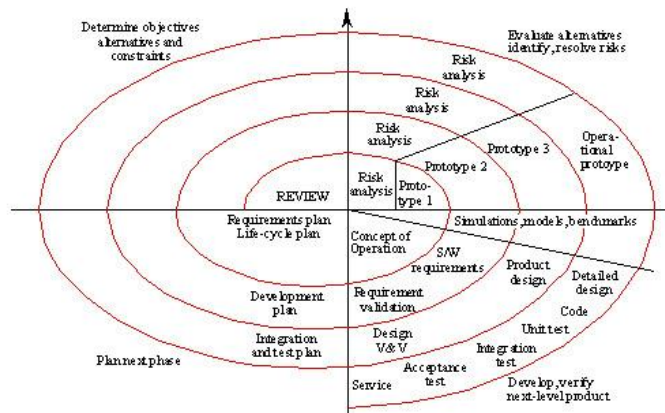 Determine objectives
alternatives and
constraints
Evaluate alternatives
identify, resolve risks
Risk
analysis
Risk
analysis
Risk
analysis
Risk
analysis
REVIEW
Proto-
type 1
Prototype 2
Prototype 3
Opera-
tional
protoype
Requirements plan
Life-cycle plan
Simulations, models, benchmarks
Concept of
Operation
S/W
requirements
Product
design
Detailed
design
Development
plan
Requirement
validation
Code
Unit test
Integration
and test plan
Design
V & V
Integration
test
Acceptance
test
Service
Plan next phase
Develop, verify
next-level product